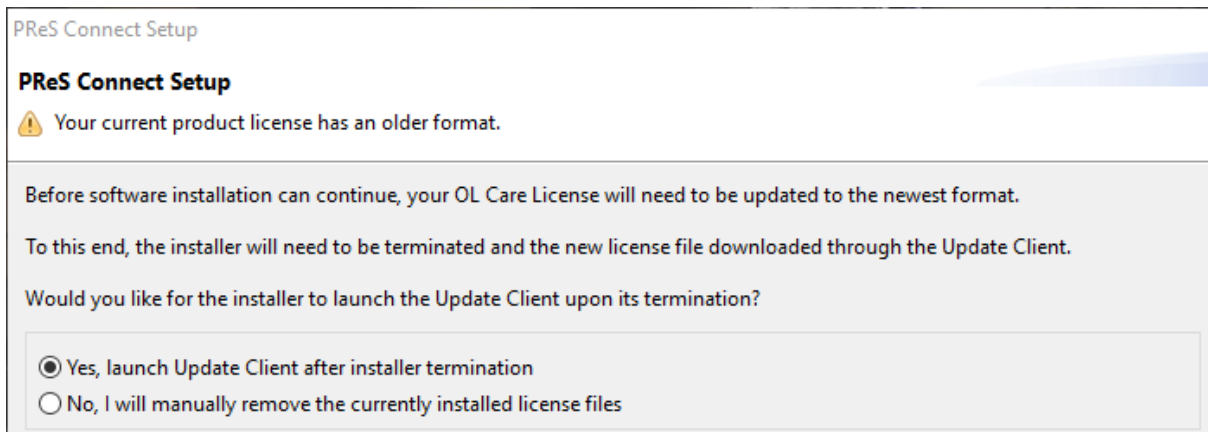 PReS Connect Setup
PReS Connect Setup
Your current product license has an older format.
Before software installation can continue, your OL Care License will need to be updated to the newest format.
To this end, the installer will need to be terminated and the new license file downloaded through the Update Client.
Would you like for the installer to launch the Update Client upon its termination?
Yes, launch Update Client after installer termination
No, I will manually remove the currently installed license files